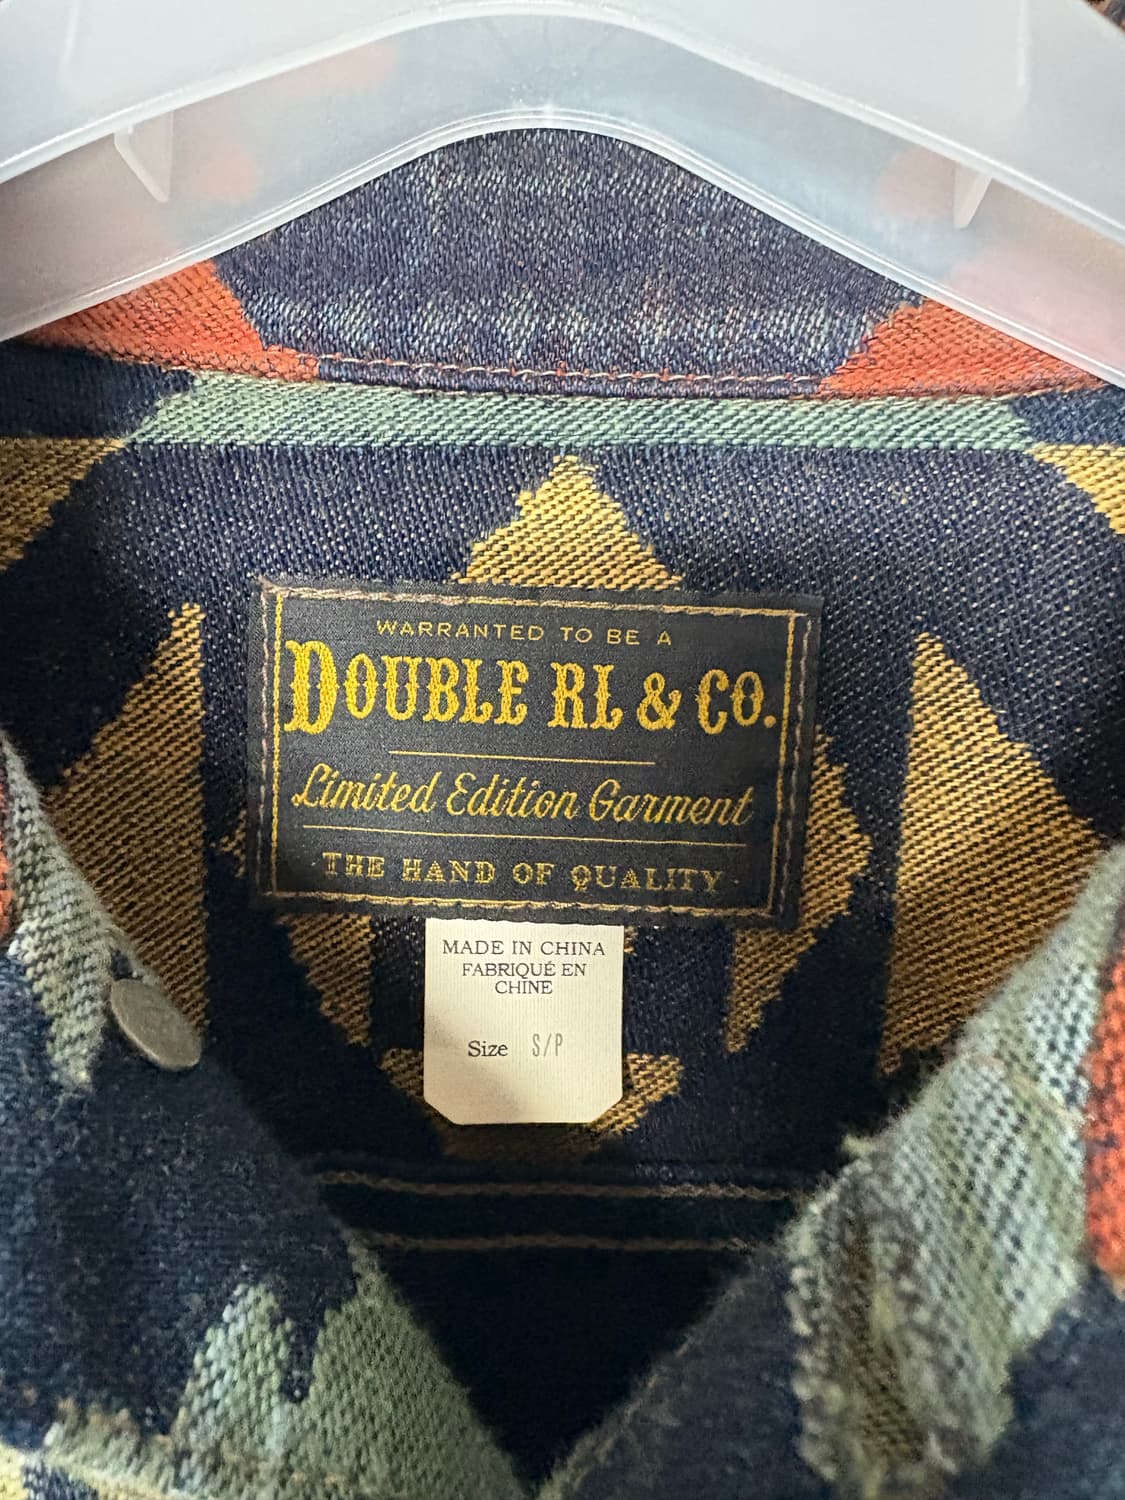 WARRANTED TO BE A
DOUBLE RL & CO.
Limited Edition Garment
THE HAND OF QUALITY
MADE IN CHINA
FABRIQUÉ EN
CHINE
Size S/P